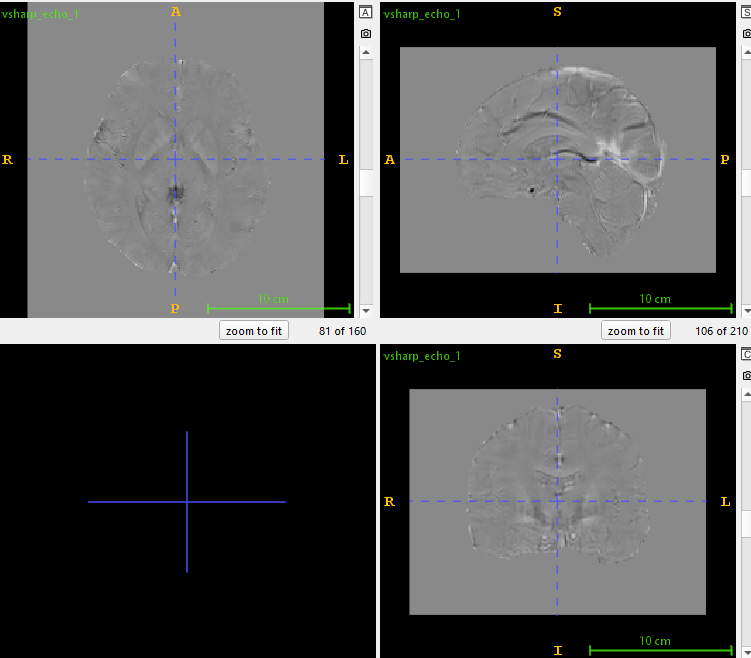 vsharp_echo_1
A
A
R
L
10 cm
P
zoom to fit
81 of 160
vsharp_echo_1
S
S
A
P
10 cm
I
zoom to fit
106 of 210
vsharp_echo_1
S
C
R
L
10 cm
I